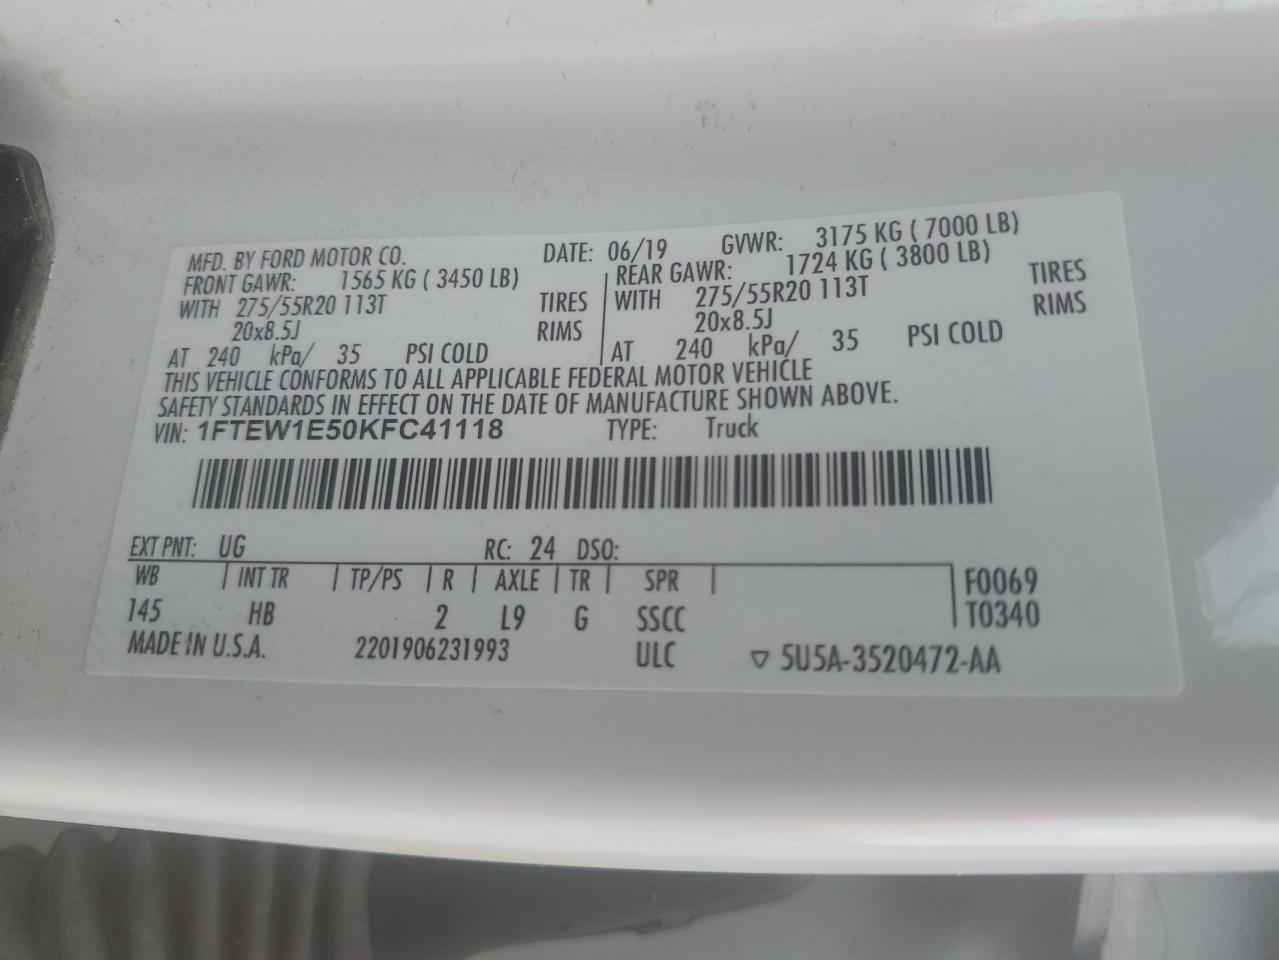 MFD. BY FORD MOTOR CO. DATE: 06/19 GVWR: 3175 KG ( 7000 LB)
FRONT GAWR: 1565 KG ( 3450 LB) REAR GAWR: 1724 KG ( 3800 LB)
WITH 275/55R20 113T TIRES WITH 275/55R20 113T TIRES
20x8.5J RIMS 20x8.5J RIMS
AT 240 kPa/ 35 PSI COLD AT 240 kPa/ 35 PSI COLD
THIS VEHICLE CONFORMS TO ALL APPLICABLE FEDERAL MOTOR VEHICLE
SAFETY STANDARDS IN EFFECT ON THE DATE OF MANUFACTURE SHOWN ABOVE.
VIN: 1FTEW1E50KFC41118 TYPE: Truck
EXT PNT: UG RC: 24 DSO:
WB INT TR TP/PS R AXLE TR SPR F0069
145 HB 2 L9 G SSCC T0340
MADE IN U.S.A. 2201906231993 ULC ▽ 5U5A-3520472-AA